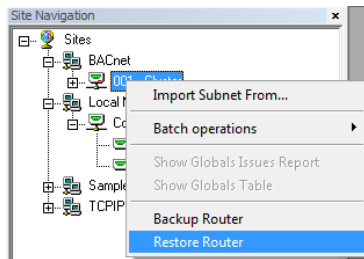 Site Navigation
Sites
BACnet
001 Cluster
Import Subnet From...
Local
Batch operations
Show Globals Issues Report
Sample
Show Globals Table
TCPIP
Backup Router
Restore Router